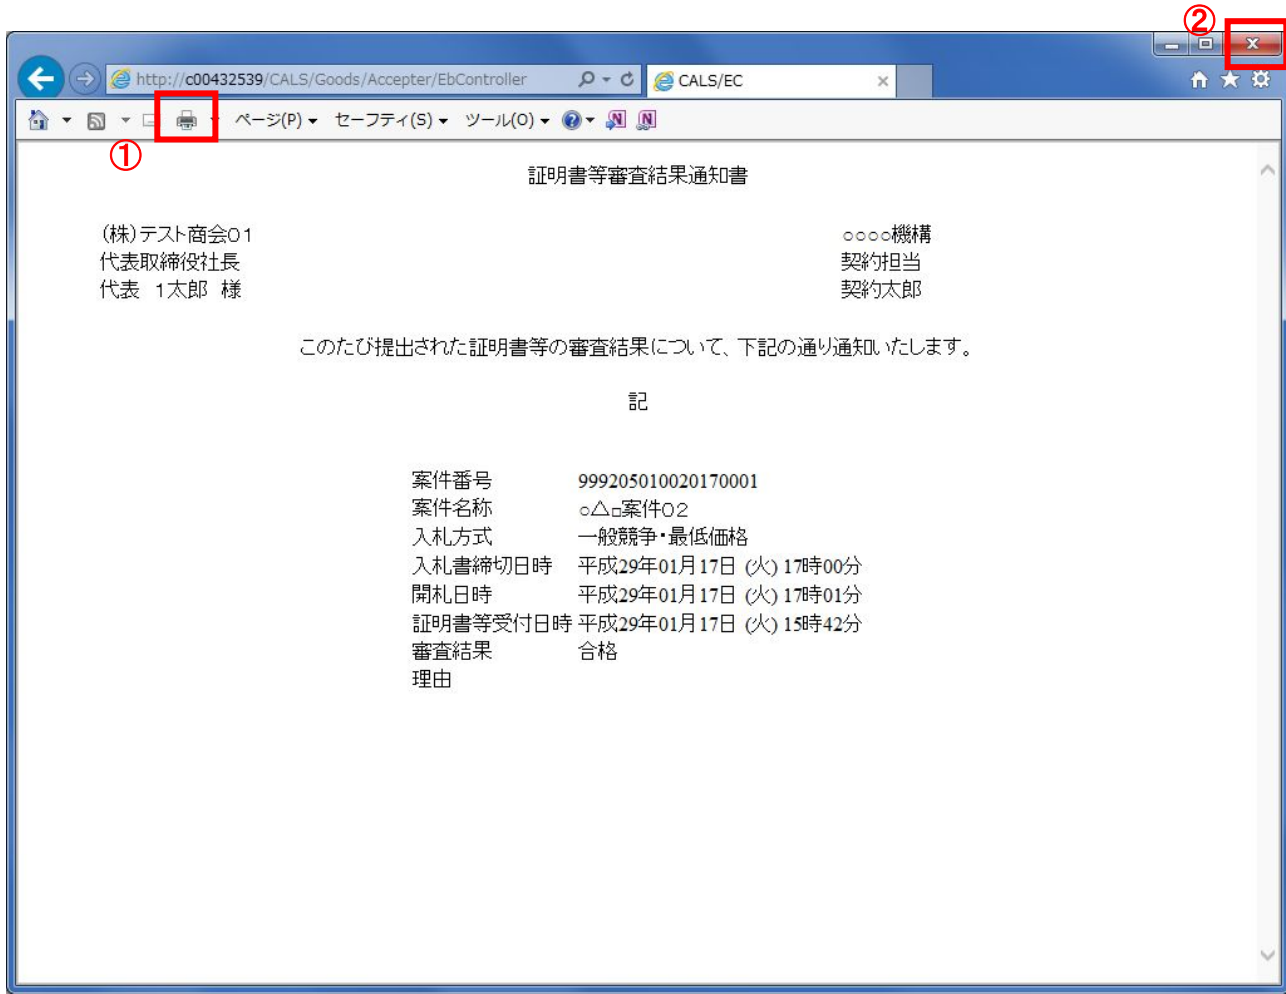 ②
http://c00432539/CALS/Goods/Accepter/EbController
CALS/EC
ページ(P) セーフティ(S) ツール(O)
①
証明書等審査結果通知書
(株)テスト商会01 ○○○○機構
代表取締役社長 契約担当
代表 1太郎 様 契約太郎
このたび提出された証明書等の審査結果について、下記の通り通知いたします。
記
案件番号 999205010020170001
案件名称 ○△□案件02
入札方式 一般競争・最低価格
入札書締切日時 平成29年01月17日 (火) 17時00分
開札日時 平成29年01月17日 (火) 17時01分
証明書等受付日時 平成29年01月17日 (火) 15時42分
審査結果 合格
理由